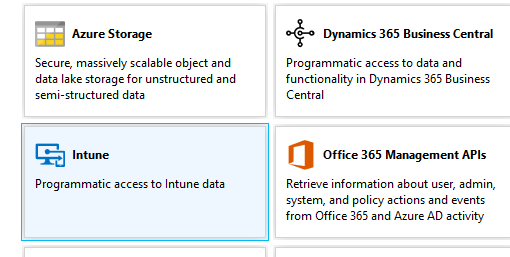 Azure Storage
Secure, massively scalable object and
data lake storage for unstructured and
semi-structured data
Dynamics 365 Business Central
Programmatic access to data and
functionality in Dynamics 365 Business
Central
Intune
Programmatic access to Intune data
Office 365 Management APIs
Retrieve information about user, admin,
system, and policy actions and events
from Office 365 and Azure AD activity